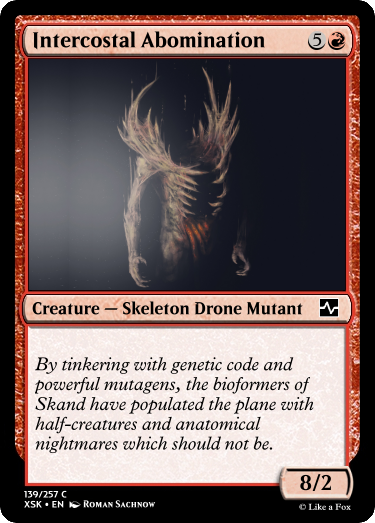 Intercostal Abomination 5
Creature — Skeleton Drone Mutant
By tinkering with genetic code and
powerful mutagens, the bioformers of
Skand have populated the plane with
half-creatures and anatomical
nightmares which should not be.
8/2
139/257 C
XSK • EN Roman Sachnow
© Like a Fox